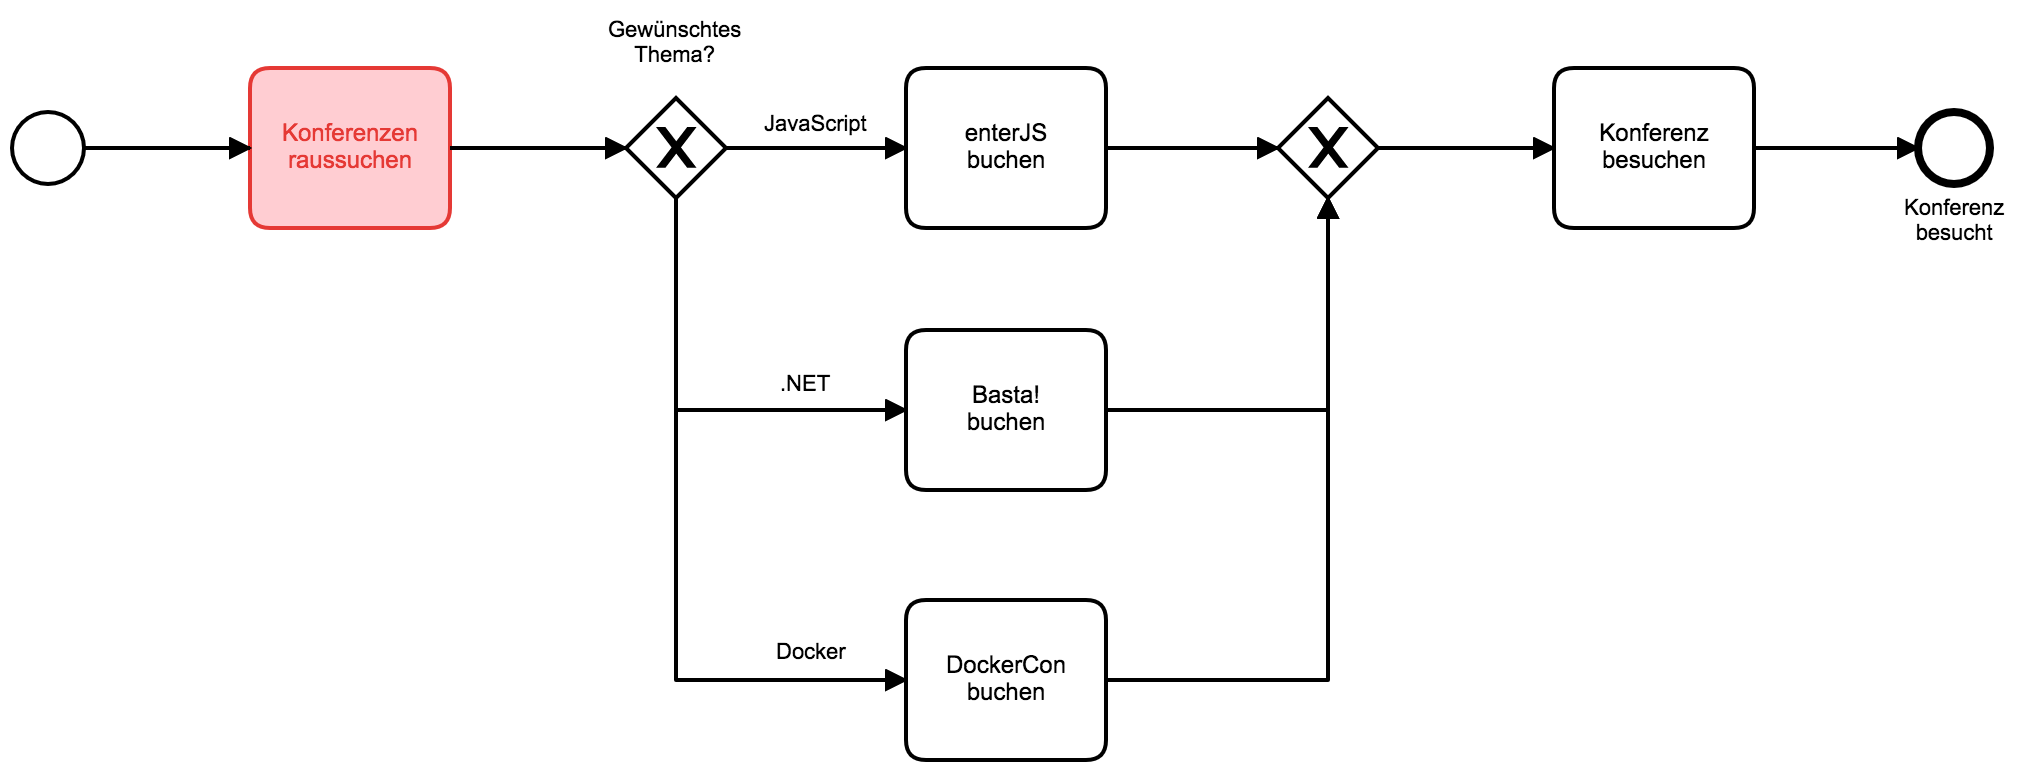 Gewünschtes
Thema?
Konferenzen
raussuchen
X
JavaScript
enterJS
buchen
X
Konferenz
besuchen
Konferenz
besucht
.NET
Basta!
buchen
Docker
DockerCon
buchen